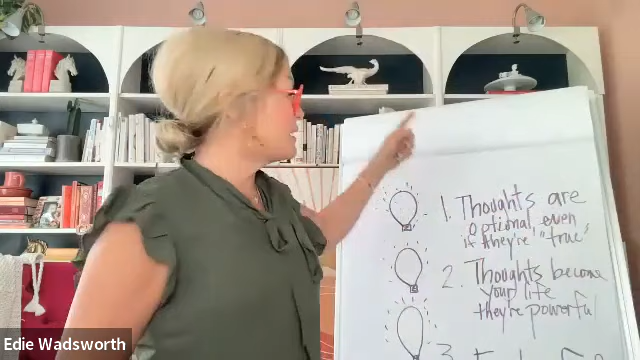 1. Thoughts are
optional even
if they're "true"
2. Thoughts become
your life
they're powerful
3.
Edie Wadsworth